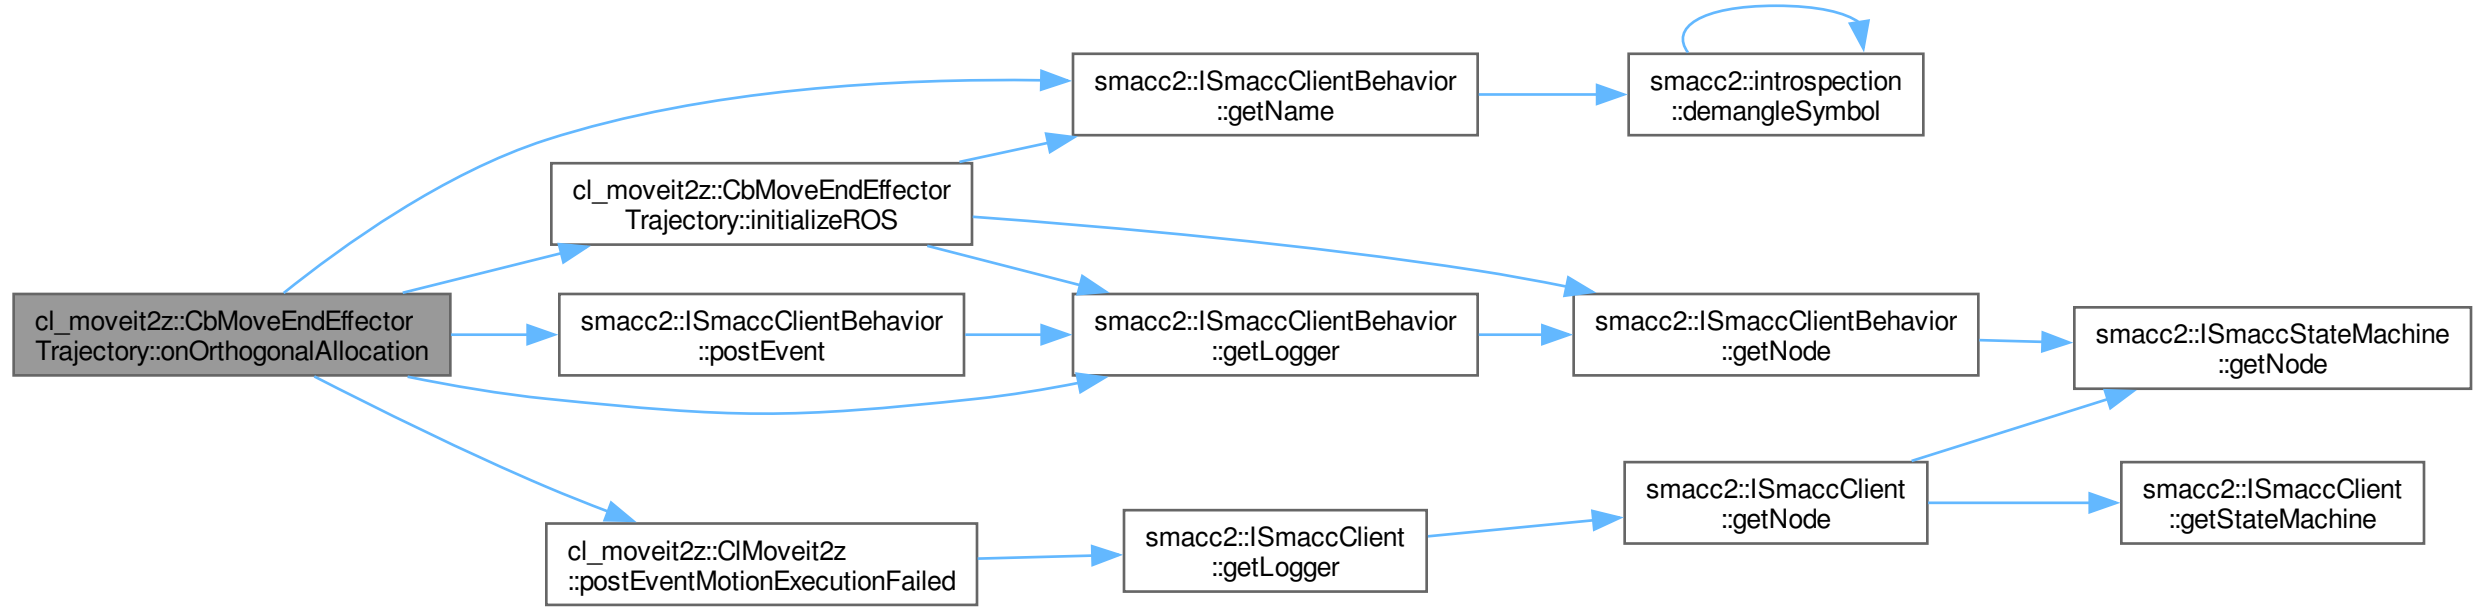 cl_moveit2z::CbMoveEndEffector
Trajectory::onOrthogonalAllocation
smacc2::ISmaccClientBehavior
::getName
smacc2::introspection
::demangleSymbol
cl_moveit2z::CbMoveEndEffector
Trajectory::initializeROS
smacc2::ISmaccClientBehavior
::postEvent
smacc2::ISmaccClientBehavior
::getLogger
smacc2::ISmaccClientBehavior
::getNode
smacc2::ISmaccStateMachine
::getNode
cl_moveit2z::ClMoveit2z
::postEventMotionExecutionFailed
smacc2::ISmaccClient
::getLogger
smacc2::ISmaccClient
::getNode
smacc2::ISmaccClient
::getStateMachine